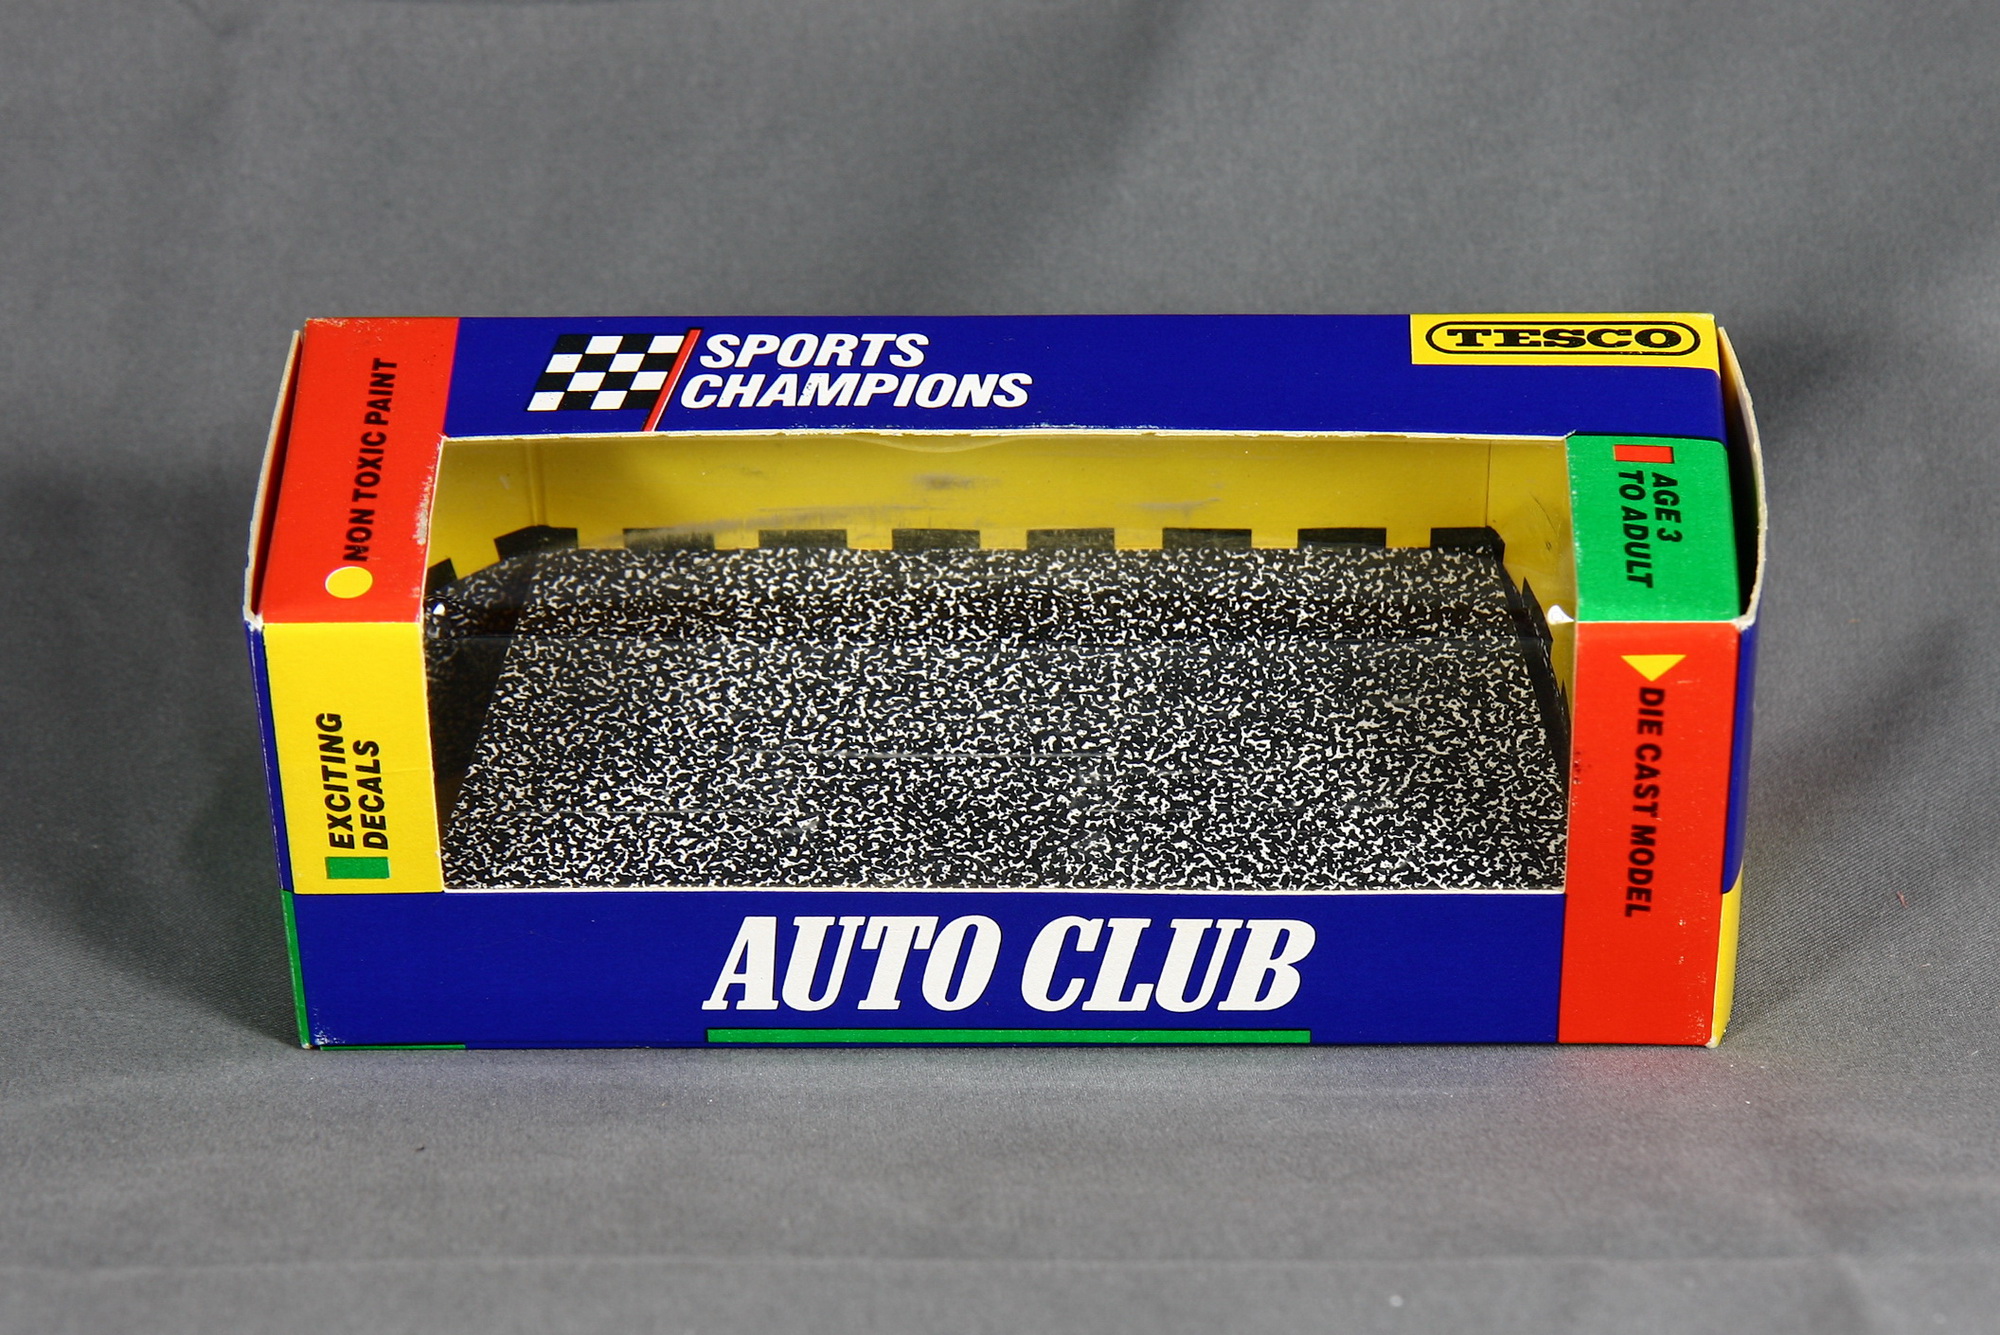 SPORTS
CHAMPIONS
TESCO
NON TOXIC PAINT
AGE 3
TO ADULT
EXCITING
DECALS
DIE CAST MODEL
AUTO CLUB